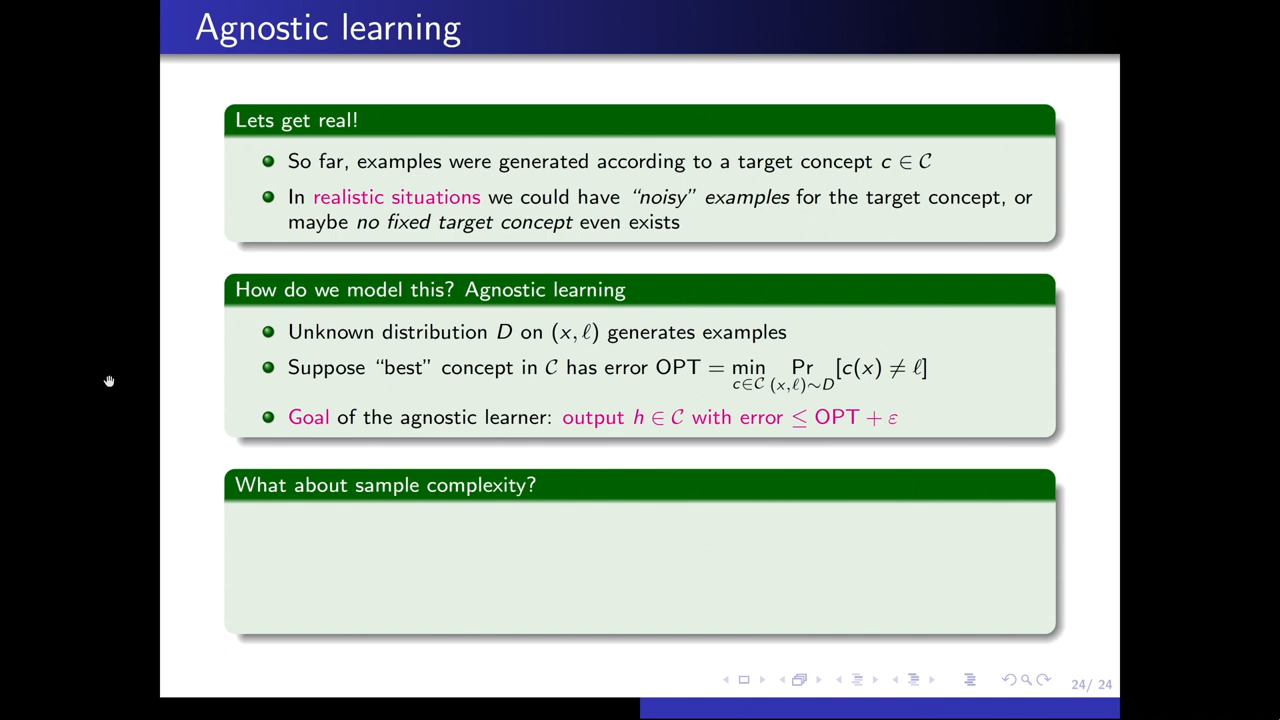 Agnostic learning
Lets get real!
So far, examples were generated according to a target concept c ∈ 𝒞
In realistic situations we could have “noisy” examples for the target concept, or
maybe no fixed target concept even exists
How do we model this? Agnostic learning
Unknown distribution D on (x, ℓ) generates examples
Suppose “best” concept in 𝒞 has error OPT = min_{c∈𝒞} Pr_{(x,ℓ)∼D} [c(x) ≠ ℓ]
Goal of the agnostic learner: output h ∈ 𝒞 with error ≤ OPT + ε
What about sample complexity?
24/ 24